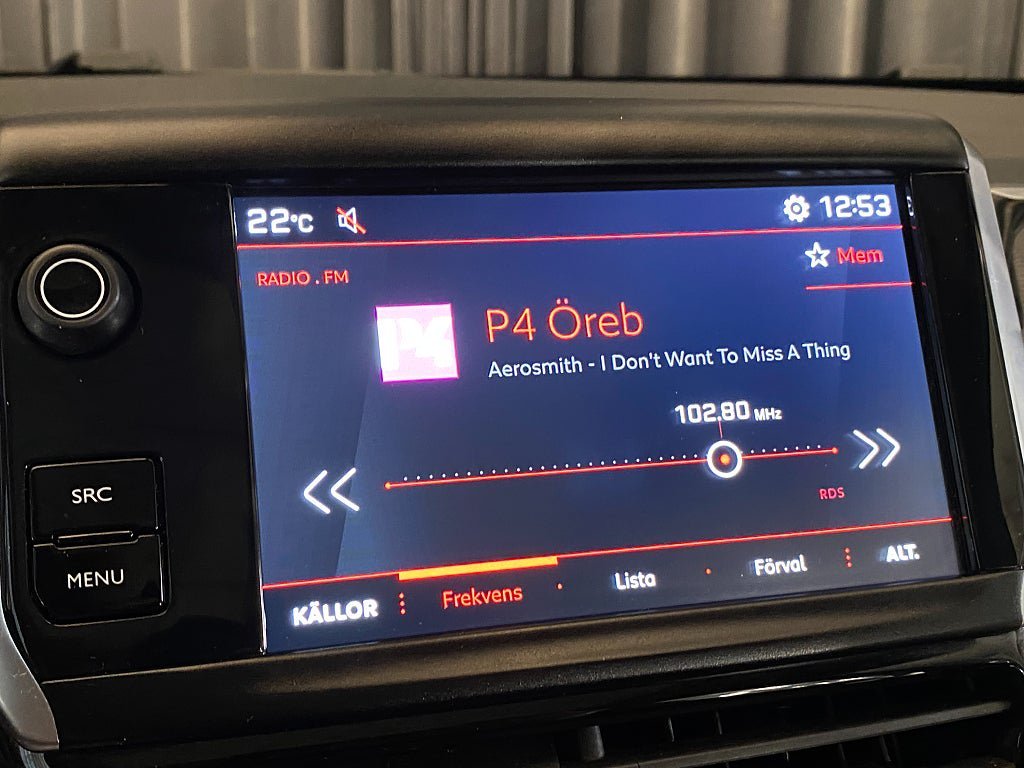 22°C
12:53
Mem
RADIO . FM
P4
P4 Öreb
Aerosmith - I Don't Want To Miss A Thing
102.80 MHz
SRC
RDS
MENU
KÄLLOR
Frekvens
Lista
Förval
ALT.